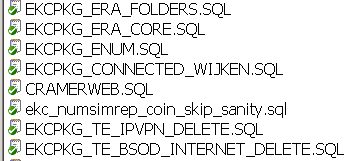 EKCPKG_ERA_FOLDERS.SQL
EKCPKG_ERA_CORE.SQL
EKCPKG_ENUM.SQL
EKCPKG_CONNECTED_WIJKEN.SQL
CRAMERWEB.SQL
ekc_numsimrep_coin_skip_sanity.sql
EKCPKG_TE_IPVPN_DELETE.SQL
EKCPKG_TE_BSOD_INTERNET_DELETE.SQL